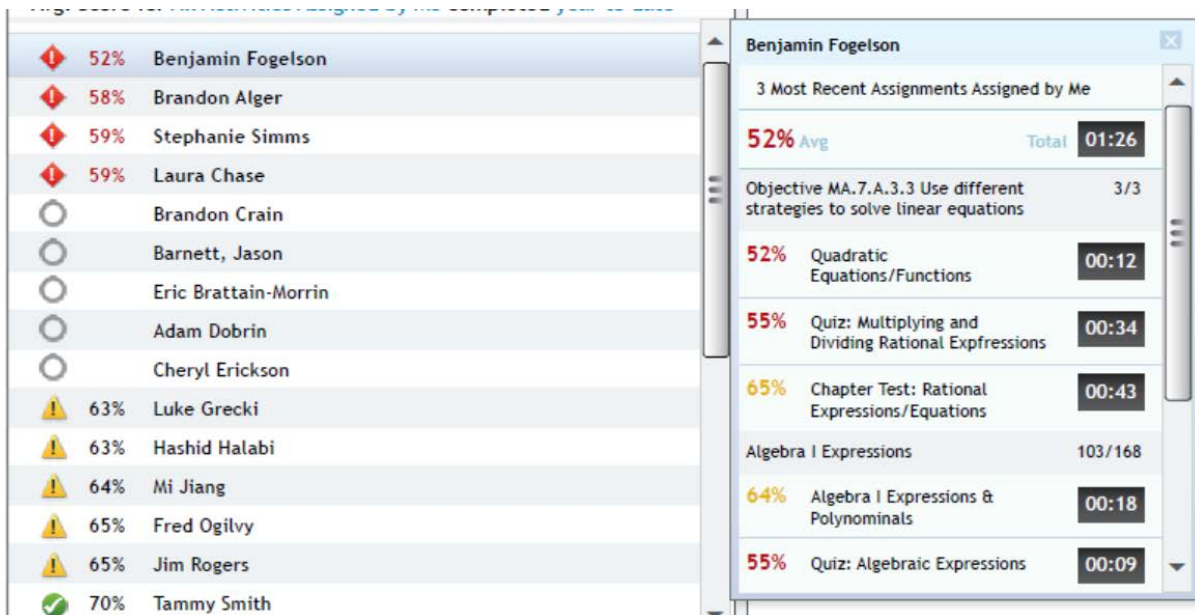 52% Benjamin Fogelson
58% Brandon Alger
59% Stephanie Simms
59% Laura Chase
Brandon Crain
Barnett, Jason
Eric Brattain-Morrin
Adam Dobrin
Cheryl Erickson
63% Luke Grecki
63% Hashid Halabi
64% Mi Jiang
65% Fred Ogilvy
65% Jim Rogers
70% Tammy Smith
Benjamin Fogelson
3 Most Recent Assignments Assigned by Me
52% Avg Total 01:26
Objective MA.7.A.3.3 Use different 3/3
strategies to solve linear equations
52% Quadratic 00:12
Equations/Functions
55% Quiz: Multiplying and 00:34
Dividing Rational Expfressions
65% Chapter Test: Rational 00:43
Expressions/Equations
Algebra I Expressions 103/168
64% Algebra I Expressions & 00:18
Polynominals
55% Quiz: Algebraic Expressions 00:09